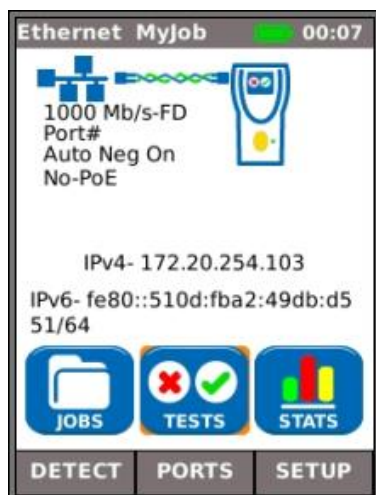 Ethernet MyJob 00:07
1000 Mb/s-FD
Port#
Auto Neg On
No-PoE
IPv4- 172.20.254.103
IPv6- fe80::510d:fba2:49db:d5
51/64
JOBS TESTS STATS
DETECT PORTS SETUP